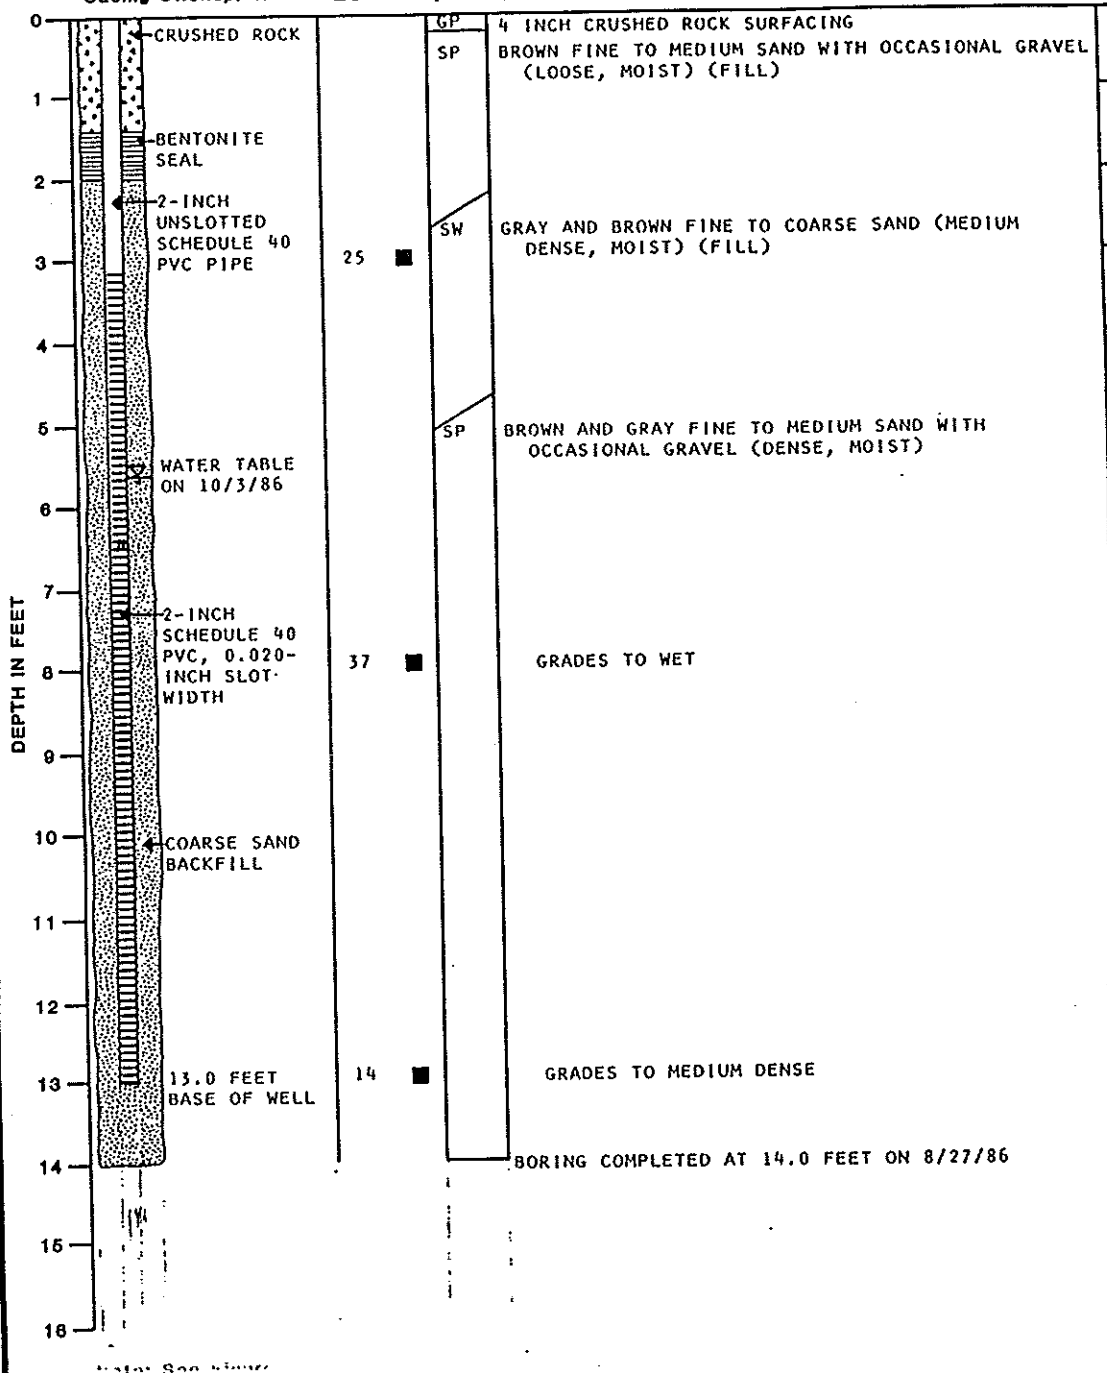 0
CRUSHED ROCK
GP
4 INCH CRUSHED ROCK SURFACING
SP
BROWN FINE TO MEDIUM SAND WITH OCCASIONAL GRAVEL
(LOOSE, MOIST) (FILL)
1
BENTONITE
SEAL
2
2-INCH
UNSLOTTED
SCHEDULE 40
PVC PIPE
SW
GRAY AND BROWN FINE TO COARSE SAND (MEDIUM
DENSE, MOIST) (FILL)
3
25
4
5
SP
BROWN AND GRAY FINE TO MEDIUM SAND WITH
OCCASIONAL GRAVEL (DENSE, MOIST)
WATER TABLE
ON 10/3/86
6
7
2-INCH
SCHEDULE 40
PVC, 0.020-
INCH SLOT
WIDTH
DEPTH IN FEET
8
37
GRADES TO WET
9
10
COARSE SAND
BACKFILL
11
12
13
13.0 FEET
BASE OF WELL
14
GRADES TO MEDIUM DENSE
14
BORING COMPLETED AT 14.0 FEET ON 8/27/86
15
16